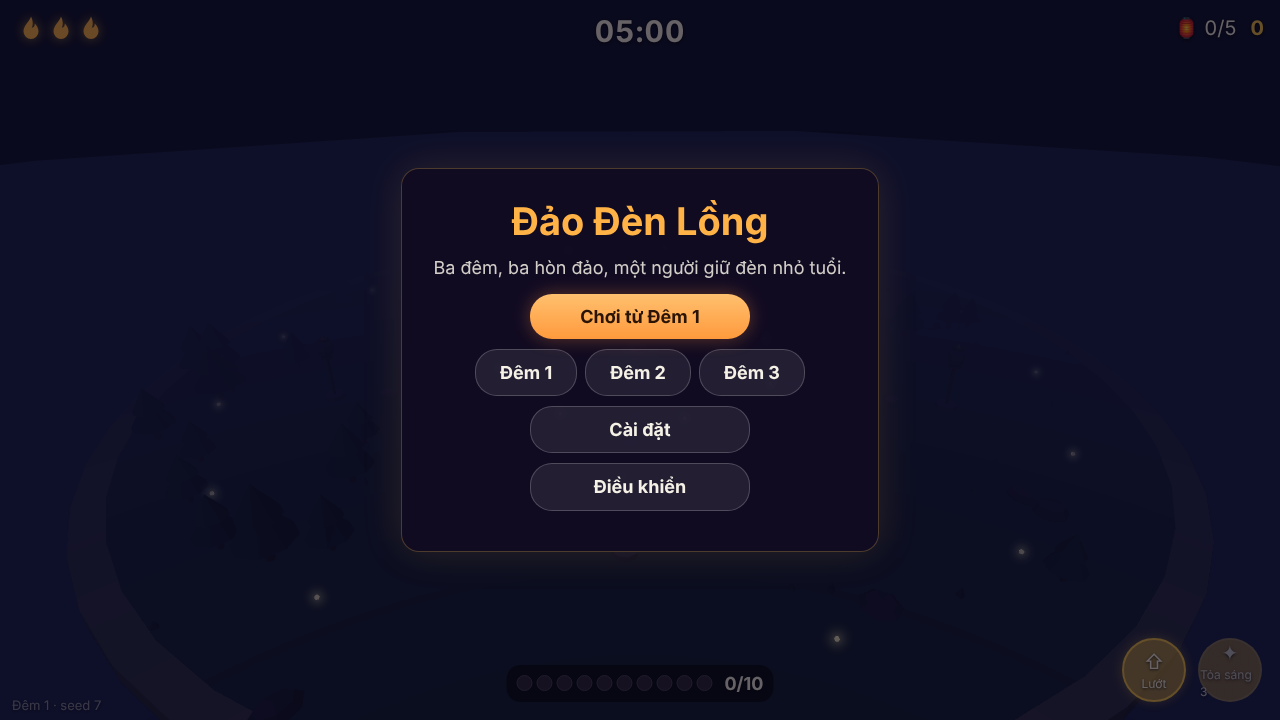 05:00
0/5 0
Đảo Đèn Lồng
Ba đêm, ba hòn đảo, một người giữ đèn nhỏ tuổi.
Chơi từ Đêm 1
Đêm 1 Đêm 2 Đêm 3
Cài đặt
Điều khiển
Lướt
Tỏa sáng
3
0/10
Đêm 1 · seed 7